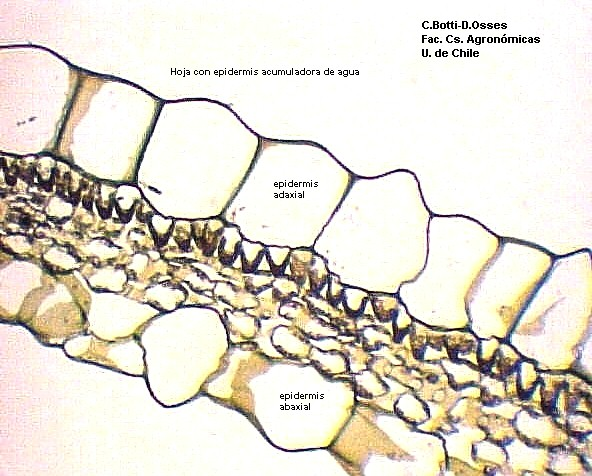 C.Botti-D.Osses
Fac. Cs. Agronómicas
U. de Chile
Hoja con epidermis acumuladora de agua
epidermis
adaxial
epidermis
abaxial